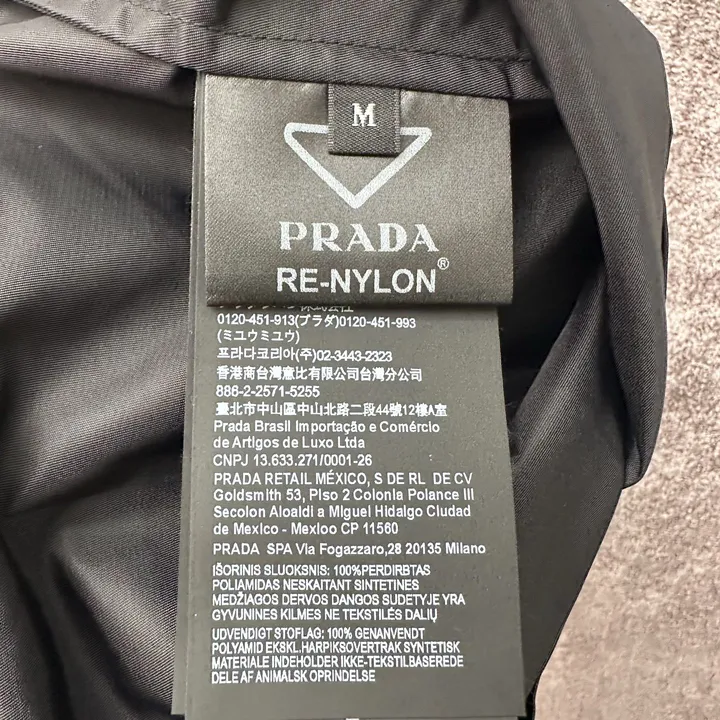 M
PRADA
RE-NYLON®
0120-451-913(プラダ)0120-451-993
(ミユウミユウ)
프라다코리아(주)02-3443-2323
香港商台灣意比有限公司台灣分公司
886-2-2571-5255
臺北市中山區中山北路二段44號12樓A室
Prada Brasil Importação e Comércio
de Artlgos de Luxo Ltda
CNPJ 13.633.271/0001-26
PRADA RETAIL MÉXICO, S DE RL DE CV
Goldsmith 53, Plso 2 Colonla Polance III
Secolon Aloaldi a Miguel Hidalgo Ciudad
de Mexico - Mexloo CP 11560
PRADA SPA Via Fogazzaro,28 20135 Milano
IŠORINIS SLUOKSNIS: 100%PERDIRBTAS
POLIAMIDAS NESKAITANT SINTETINES
MEDŽIAGOS DERVOS DANGOS SUDETYJE YRA
GYVUNINES KILMES NE TEKSTILĖS DALIŲ
UDVENDIGT STOFLAG: 100% GENANVENDT
POLYAMID EKSKL.HARPIKSOVERTRAK SYNTETISK
MATERIALE INDEHOLDER IKKE-TEKSTILBASEREDE
DELE AF ANIMALSK OPRINDELSE